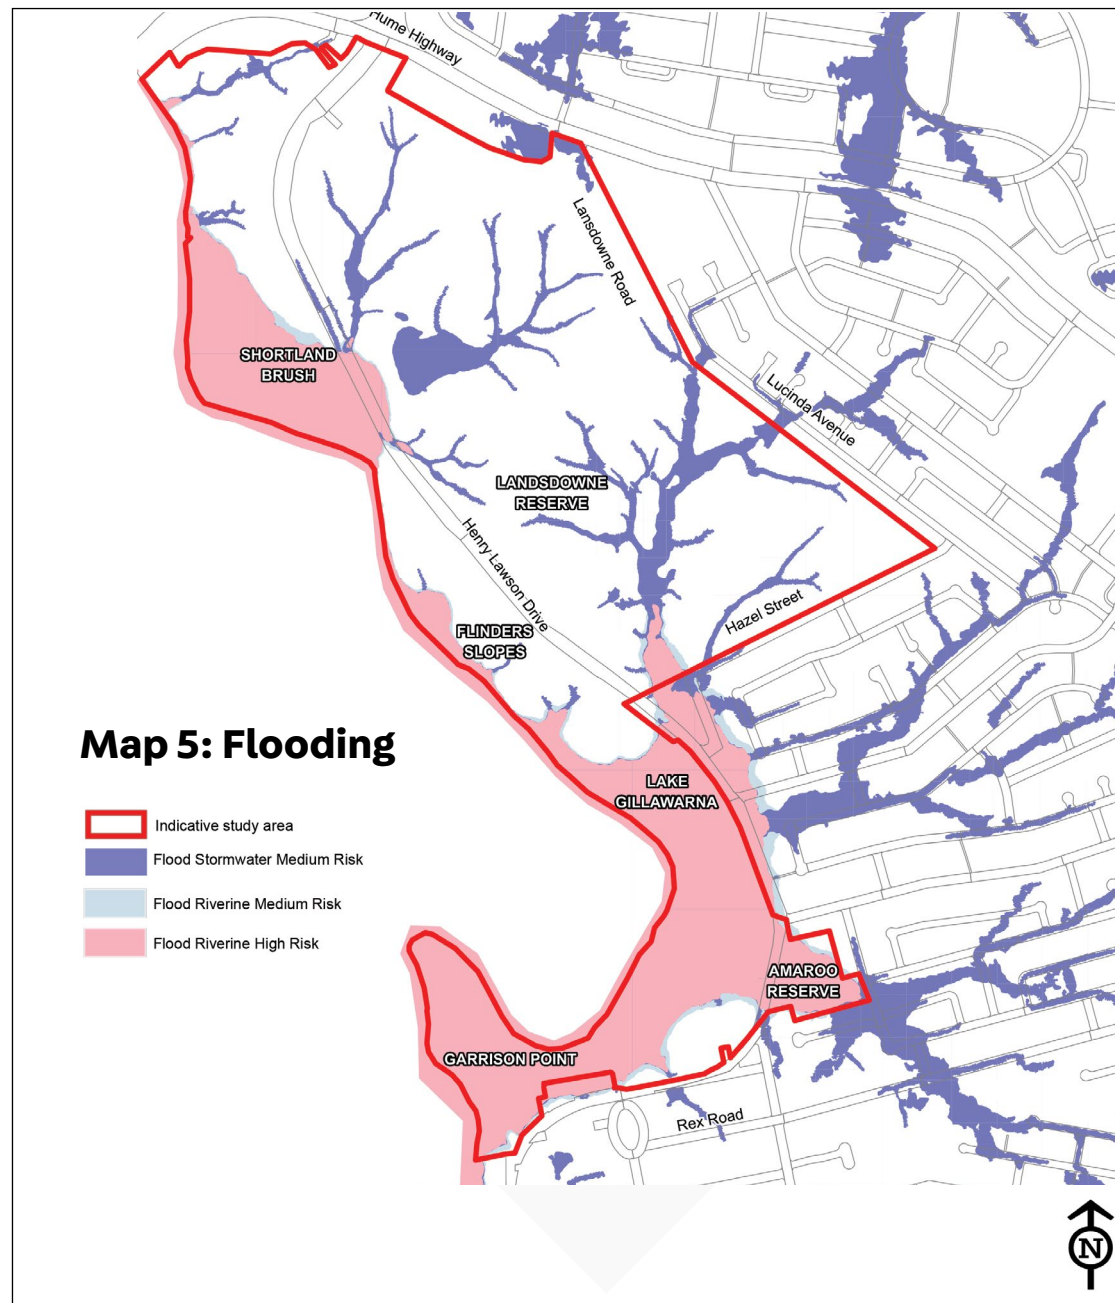 Hume Highway
Lansdowne Road
SHORTLAND
BRUSH
Lucinda Avenue
LANDSDOWNE
RESERVE
Henry Lawson Drive
Hazel Street
FLINDERS
SLOPES
Map 5: Flooding
LAKE
GILLAWARNA
Indicative study area
Flood Stormwater Medium Risk
Flood Riverine Medium Risk
Flood Riverine High Risk
AMAROO
RESERVE
GARRISON POINT
Rex Road
N